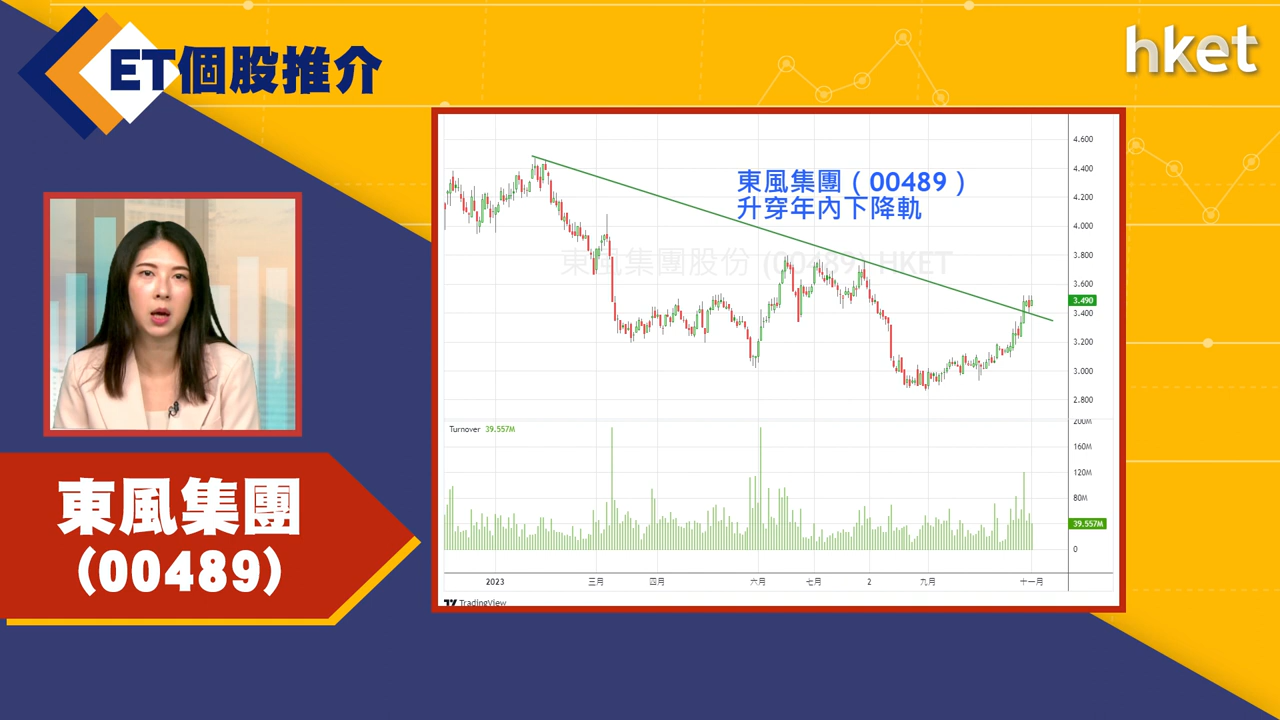 ET個股推介
hket
東風集團
(00489)
東風集團（00489）
升穿年內下降軌
東風集團股份 (00489) HKET
4.600
4.400
4.200
4.000
3.800
3.600
3.490
3.400
3.200
3.000
2.800
Turnover 39.557M
200M
160M
120M
80M
39.557M
0
2023 三月 四月 六月 七月 2 九月 十一月
TradingView